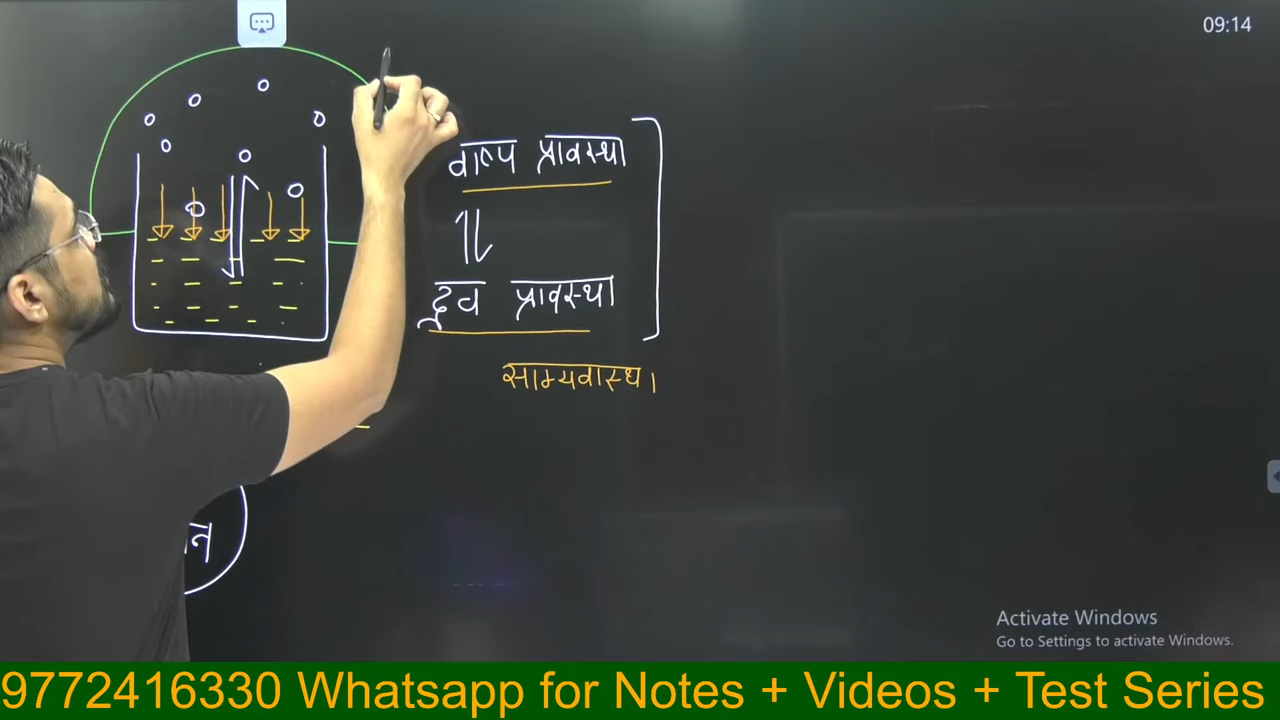 09:14
वाष्प प्रावस्था
⥮
द्रव प्रावस्था
साम्यवास्था
Activate Windows
Go to Settings to activate Windows.
9772416330 Whatsapp for Notes + Videos + Test Series